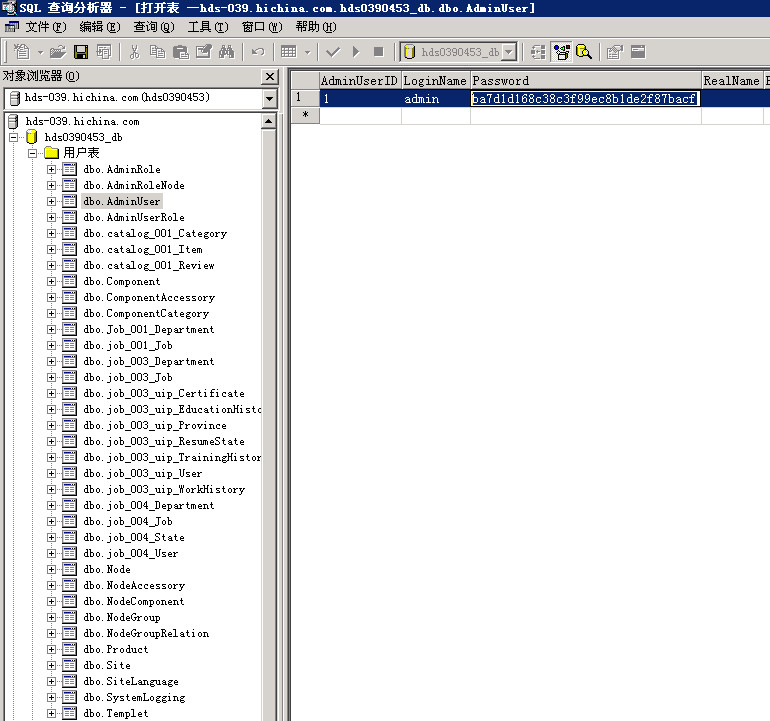 SQL 查询分析器 - [打开表 —hds-039.hichina.com.hds0390453_db.dbo.AdminUser]
文件(F) 编辑(E) 查询(Q) 工具(T) 窗口(W) 帮助(H)
hds0390453_db
对象浏览器(O)
hds-039.hichina.com(hds0390453)
AdminUserID LoginName Password RealName
1 1 admin ba7d1d168c38c3f99ec8b1de2f87bacf
*
hds-039.hichina.com
hds0390453_db
用户表
dbo.AdminRole
dbo.AdminRoleNode
dbo.AdminUser
dbo.AdminUserRole
dbo.catalog_001_Category
dbo.catalog_001_Item
dbo.catalog_001_Review
dbo.Component
dbo.ComponentAccessory
dbo.ComponentCategory
dbo.Job_001_Department
dbo.job_001_Job
dbo.job_003_Department
dbo.job_003_Job
dbo.job_003_uip_Certificate
dbo.job_003_uip_EducationHisto
dbo.job_003_uip_Province
dbo.job_003_uip_ResumeState
dbo.job_003_uip_TrainingHistor
dbo.job_003_uip_User
dbo.job_003_uip_WorkHistory
dbo.job_004_Department
dbo.job_004_Job
dbo.job_004_State
dbo.job_004_User
dbo.Node
dbo.NodeAccessory
dbo.NodeComponent
dbo.NodeGroup
dbo.NodeGroupRelation
dbo.Product
dbo.Site
dbo.SiteLanguage
dbo.SystemLogging
dbo.Templet